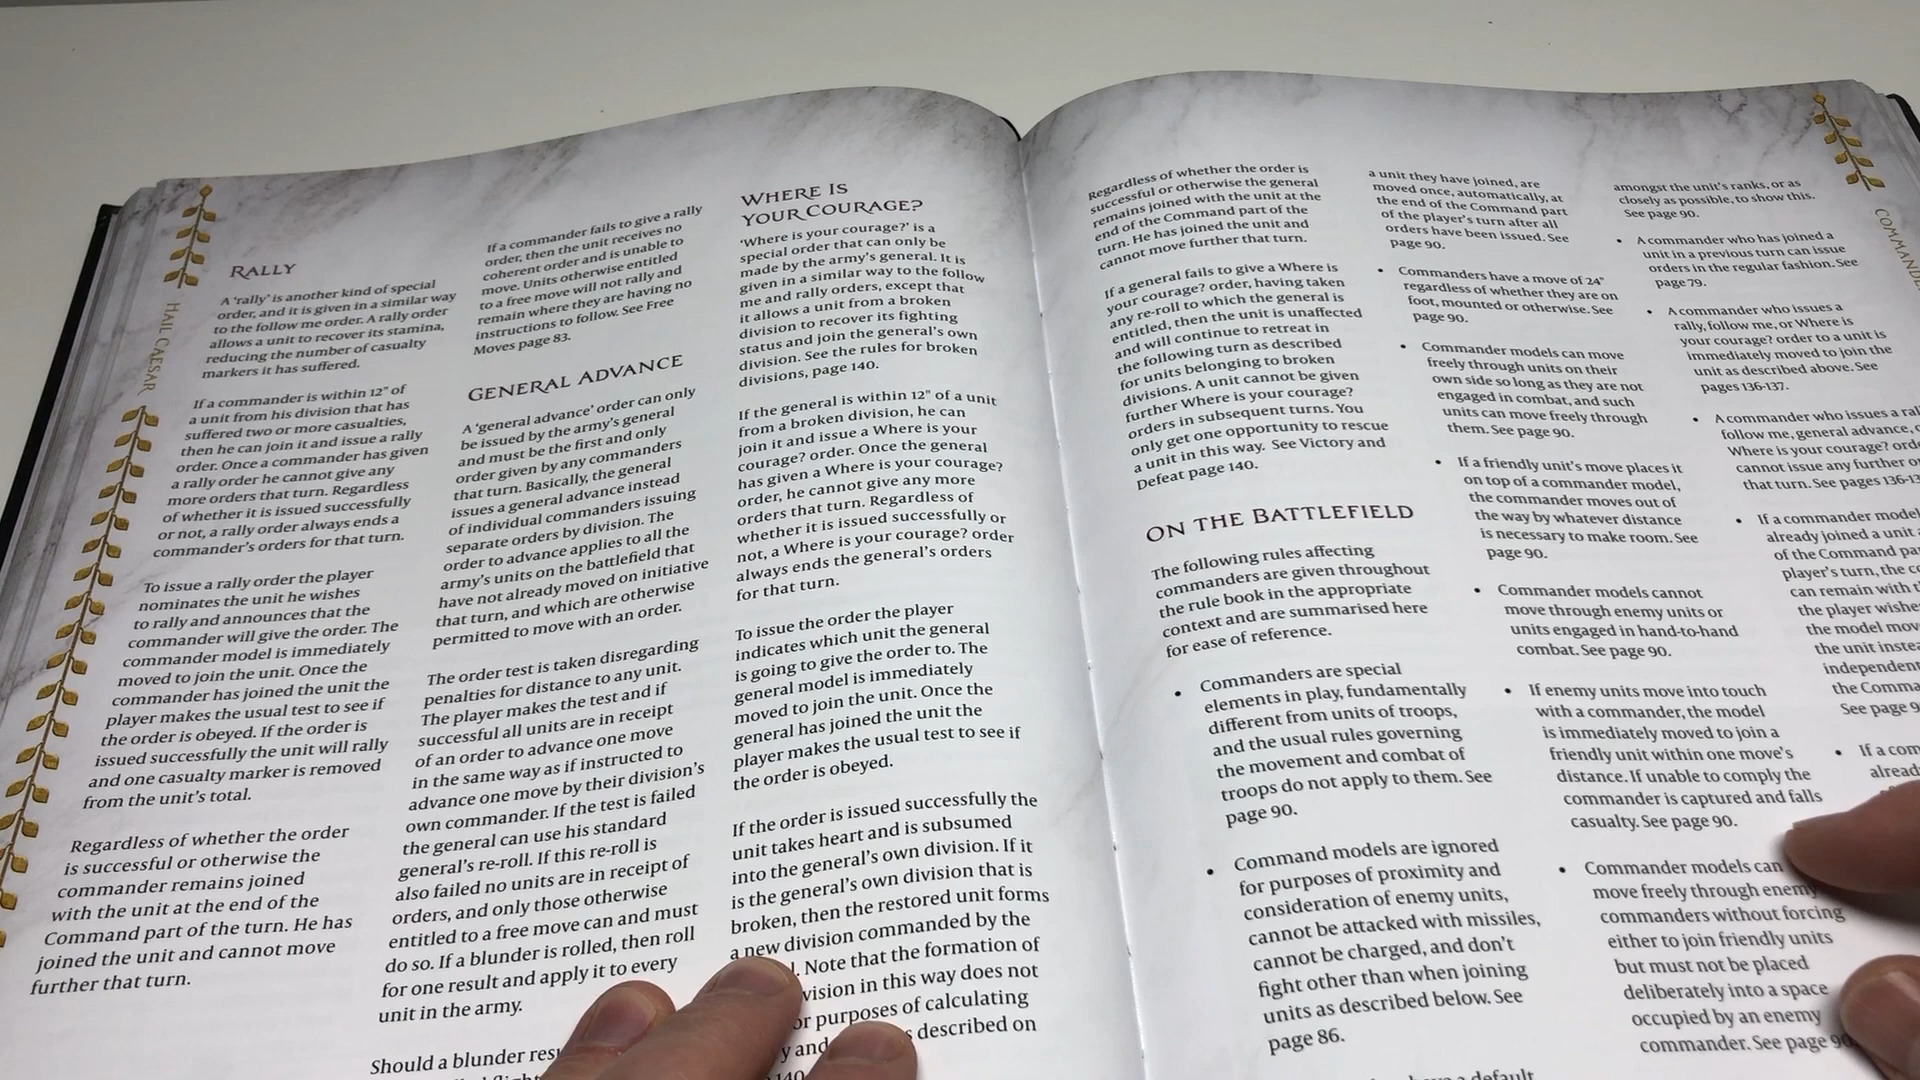 HAIL CAESAR
RALLY
A 'rally' is another kind of special
order, and it is given in a similar way
to the follow me order. A rally order
allows a unit to recover its stamina,
reducing the number of casualty
markers it has suffered.
If a commander is within 12" of
a unit from his division that has
suffered two or more casualties,
then he can join it and issue a rally
order. Once a commander has given
a rally order he cannot give any
more orders that turn. Regardless
of whether it is issued successfully
or not, a rally order always ends a
commander's orders for that turn.
To issue a rally order the player
nominates the unit he wishes
to rally and announces that the
commander will give the order. The
commander model is immediately
moved to join the unit. Once the
commander has joined the unit the
player makes the usual test to see if
the order is obeyed. If the order is
issued successfully the unit will rally
and one casualty marker is removed
from the unit's total.
Regardless of whether the order
is successful or otherwise the
commander remains joined
with the unit at the end of the
Command part of the turn. He has
joined the unit and cannot move
further that turn.
If a commander fails to give a rally
order, then the unit receives no
coherent order and is unable to
move. Units otherwise entitled
to a free move will not rally and
remain where they are having no
instructions to follow. See Free
Moves page 83.
GENERAL ADVANCE
A 'general advance' order can only
be issued by the army's general
and must be the first and only
order given by any commanders
that turn. Basically, the general
issues a general advance instead
of individual commanders issuing
separate orders by division. The
order to advance applies to all the
army's units on the battlefield that
have not already moved on initiative
that turn, and which are otherwise
permitted to move with an order.
The order test is taken disregarding
penalties for distance to any unit.
The player makes the test and if
successful all units are in receipt
of an order to advance one move
in the same way as if instructed to
advance one move by their division's
own commander. If the test is failed
the general can use his standard
general's re-roll. If this re-roll is
also failed no units are in receipt of
orders, and only those otherwise
entitled to a free move can and must
do so. If a blunder is rolled, then roll
for one result and apply it to every
unit in the army.
Should a blunder
WHERE IS
YOUR COURAGE?
'Where is your courage?' is a
special order that can only be
made by the army's general. It is
given in a similar way to the follow
me and rally orders, except that
it allows a unit from a broken
division to recover its fighting
status and join the general's own
division. See the rules for broken
divisions, page 140.
If the general is within 12" of a unit
from a broken division, he can
join it and issue a Where is your
courage? order. Once the general
has given a Where is your courage?
order, he cannot give any more
orders that turn. Regardless of
whether it is issued successfully or
not, a Where is your courage? order
always ends the general's orders
for that turn.
To issue the order the player
indicates which unit the general
is going to give the order to. The
general model is immediately
moved to join the unit. Once the
general has joined the unit the
player makes the usual test to see if
the order is obeyed.
If the order is issued successfully the
unit takes heart and is subsumed
into the general's own division. If it
is the general's own division that is
broken, then the restored unit forms
a new division commanded by the
Note that the formation of
in this way does not
purposes of calculating
described on
140
Regardless of whether the order is
successful or otherwise the general
remains joined with the unit at the
end of the Command part of the
turn. He has joined the unit and
cannot move further that turn.
If a general fails to give a Where is
your courage? order, having taken
any re-roll to which the general is
entitled, then the unit is unaffected
and will continue to retreat in
the following turn as described
for units belonging to broken
divisions. A unit cannot be given
further Where is your courage?
orders in subsequent turns. You
only get one opportunity to rescue
a unit in this way. See Victory and
Defeat page 140.
ON THE BATTLEFIELD
The following rules affecting
commanders are given throughout
the rule book in the appropriate
context and are summarised here
for ease of reference.
• Commanders are special
elements in play, fundamentally
different from units of troops,
and the usual rules governing
the movement and combat of
troops do not apply to them. See
page 90.
• Command models are ignored
for purposes of proximity and
consideration of enemy units,
cannot be attacked with missiles,
cannot be charged, and don't
fight other than when joining
units as described below. See
page 86.
a default
a unit they have joined, are
moved once, automatically, at
the end of the Command part
of the player's turn after all
orders have been issued. See
page 90.
• Commanders have a move of 24"
regardless of whether they are on
foot, mounted or otherwise. See
page 90.
• Commander models can move
freely through units on their
own side so long as they are not
engaged in combat, and such
units can move freely through
them. See page 90.
• If a friendly unit's move places it
on top of a commander model,
the commander moves out of
the way by whatever distance
is necessary to make room. See
page 90.
• Commander models cannot
move through enemy units or
units engaged in hand-to-hand
combat. See page 90.
• If enemy units move into touch
with a commander, the model
is immediately moved to join a
friendly unit within one move's
distance. If unable to comply the
commander is captured and falls
casualty. See page 90.
• Commander models can
move freely through enemy
commanders without forcing
either to join friendly units
but must not be placed
deliberately into a space
occupied by an enemy
commander. See page 90
amongst the unit's ranks, or as
closely as possible, to show this.
See page 90.
• A commander who has joined a
unit in a previous turn can issue
orders in the regular fashion. See
page 79.
• A commander who issues a
rally, follow me, or Where is
your courage? order to a unit is
immediately moved to join the
unit as described above. See
pages 136-137.
• A commander who issues a
follow me, general advance,
Where is your courage?
cannot issue any further
that turn. See pages
• If a commander model
already joined a unit
of the Command
player's turn, the
can remain with
the player
the model
the unit
independent
the
See page
• If a